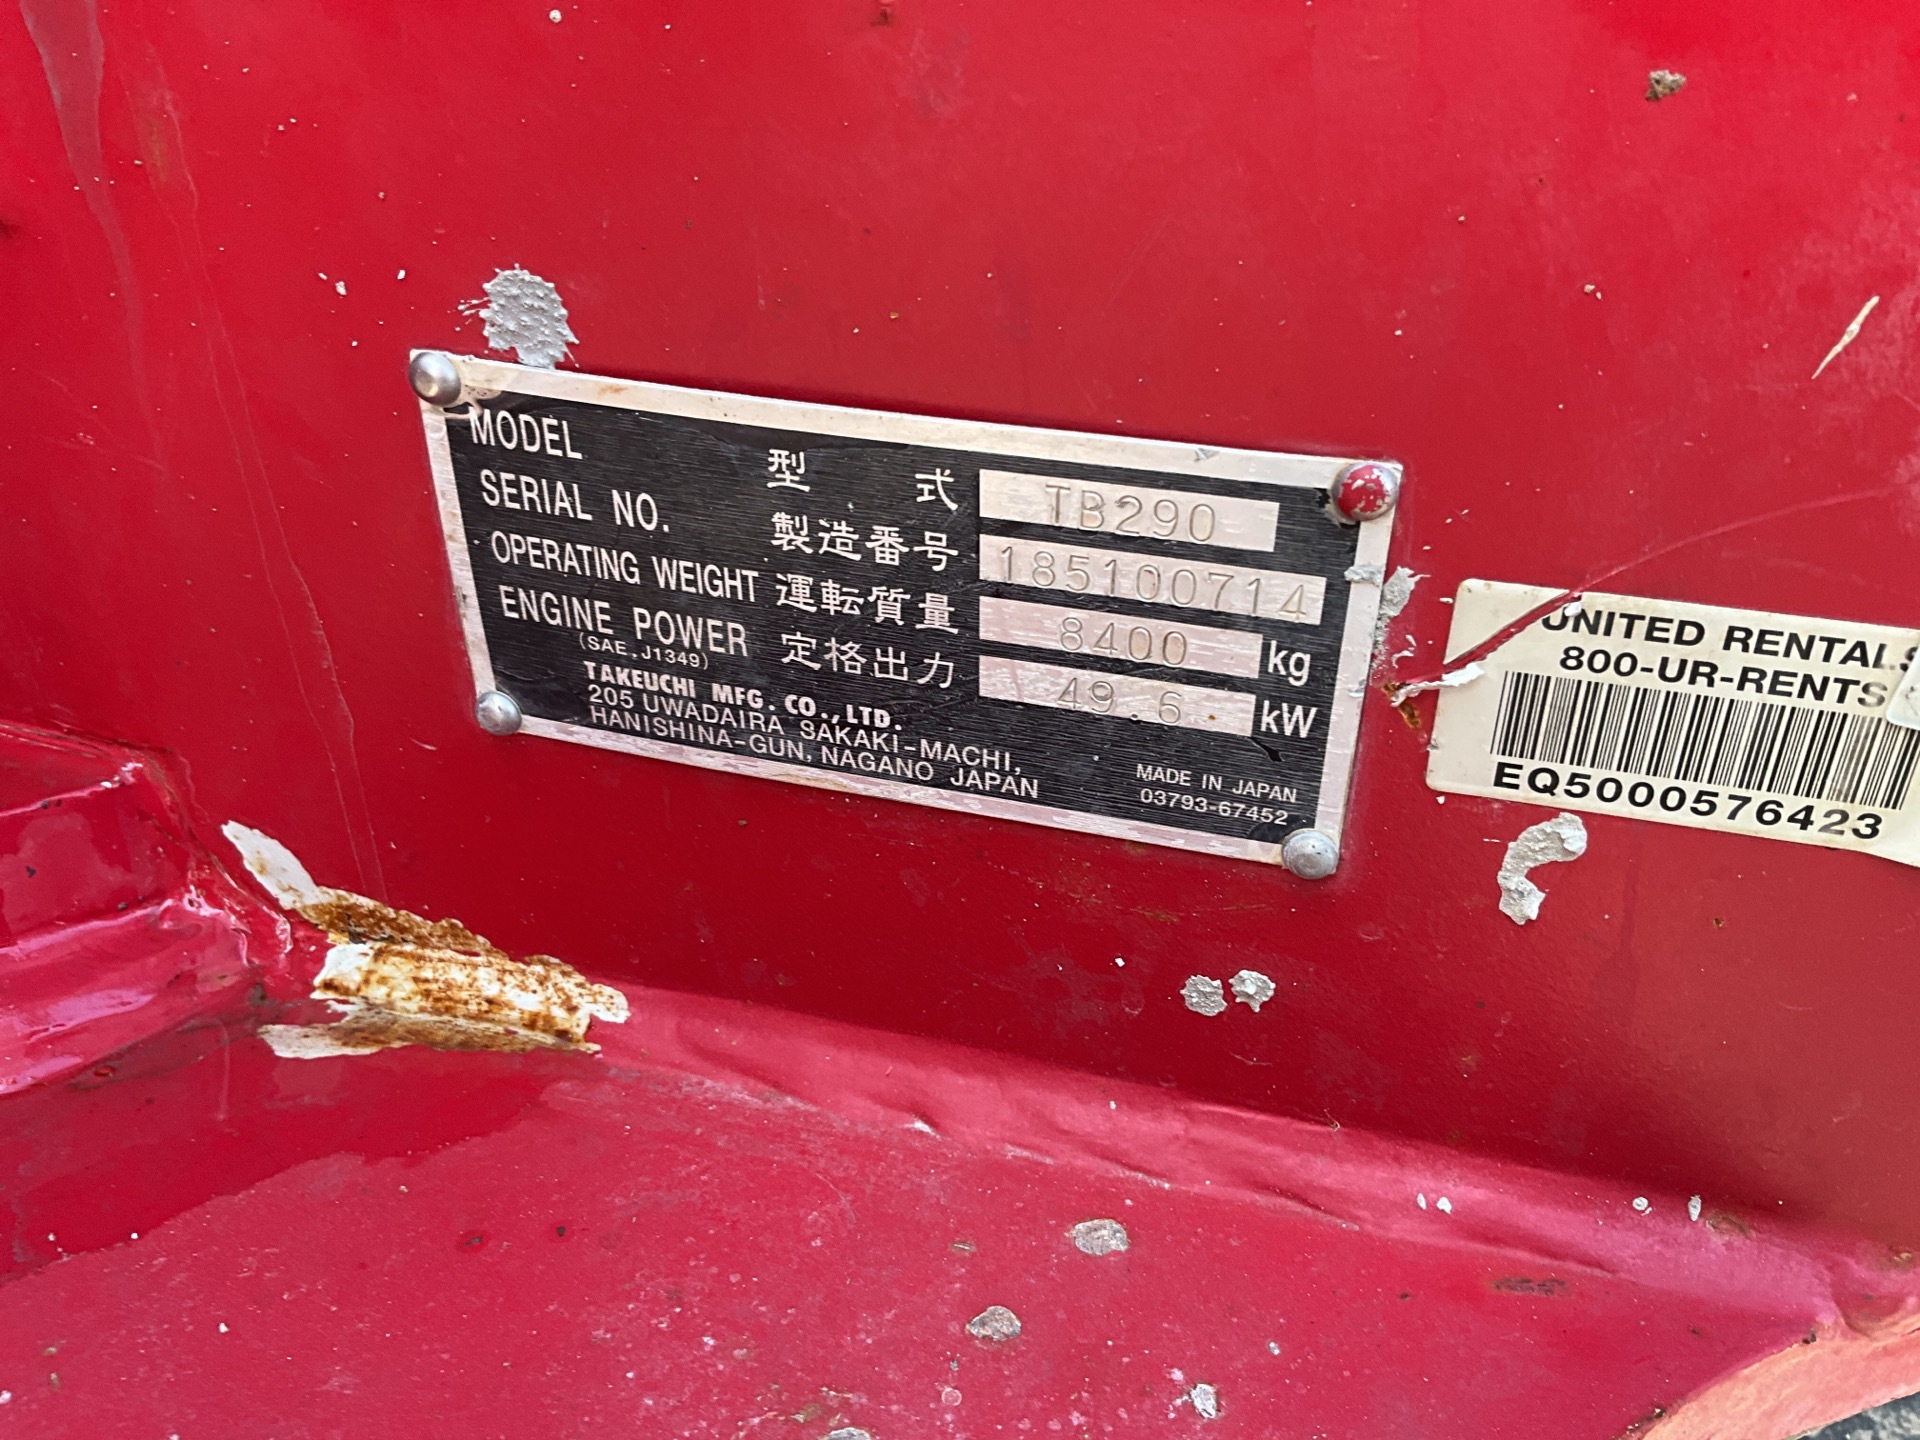 MODEL 型 式 TB290
SERIAL NO. 製造番号 185100714
OPERATING WEIGHT 運転質量 8400 kg
ENGINE POWER 定格出力 49.6 kW
(SAE.J1349)
TAKEUCHI MFG. CO.,LTD.
205 UWADAIRA SAKAKI-MACHI,
HANISHINA-GUN, NAGANO JAPAN
MADE IN JAPAN
03793-67452
UNITED RENTALS
800-UR-RENTS
EQ5000576423